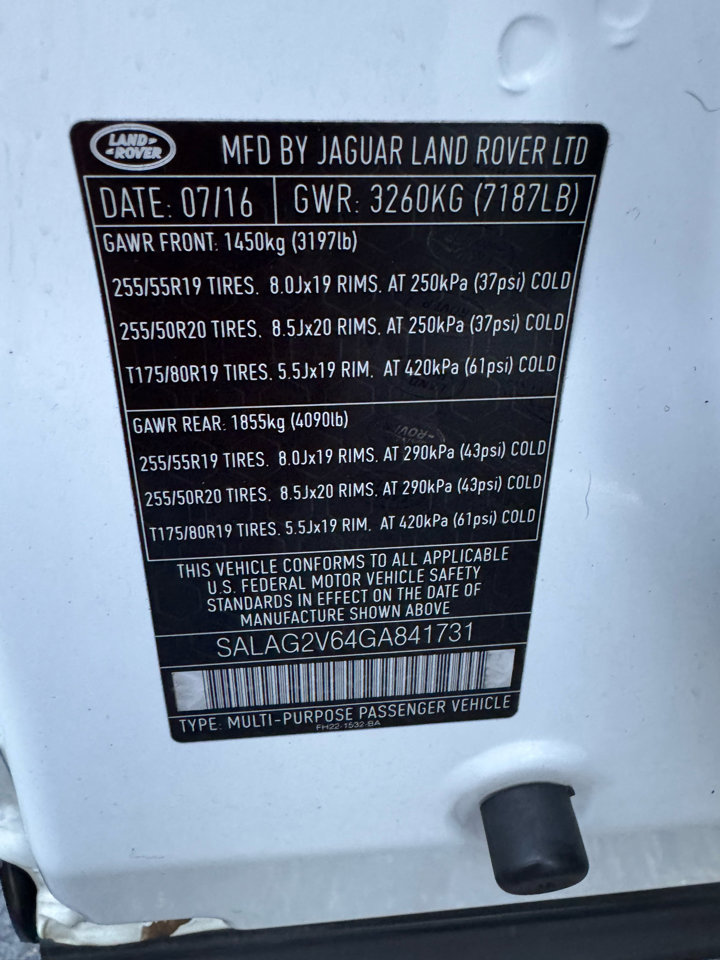 LAND-
-ROVER
MFD BY JAGUAR LAND ROVER LTD
DATE: 07/16 GWR: 3260KG (7187LB)
GAWR FRONT: 1450kg (3197lb)
255/55R19 TIRES. 8.0Jx19 RIMS. AT 250kPa (37psi) COLD
255/50R20 TIRES. 8.5Jx20 RIMS. AT 250kPa (37psi) COLD
T175/80R19 TIRES. 5.5Jx19 RIM. AT 420kPa (61psi) COLD
GAWR REAR: 1855kg (4090lb)
255/55R19 TIRES. 8.0Jx19 RIMS. AT 290kPa (43psi) COLD
255/50R20 TIRES. 8.5Jx20 RIMS. AT 290kPa (43psi) COLD
T175/80R19 TIRES. 5.5Jx19 RIM. AT 420kPa (61psi) COLD
THIS VEHICLE CONFORMS TO ALL APPLICABLE
U.S. FEDERAL MOTOR VEHICLE SAFETY
STANDARDS IN EFFECT ON THE DATE OF
MANUFACTURE SHOWN ABOVE
SALAG2V64GA841731
TYPE: MULTI-PURPOSE PASSENGER VEHICLE
FH22-1532-BA